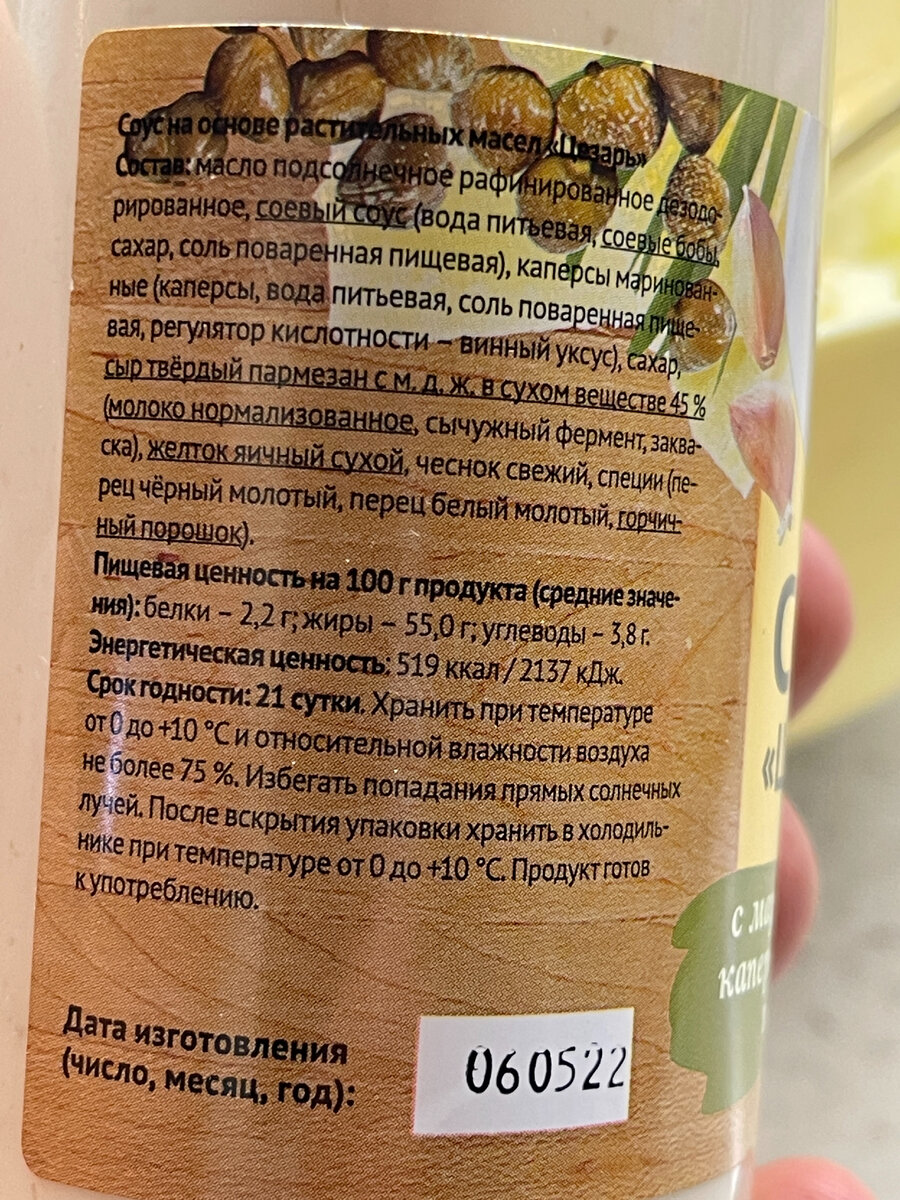 Соус на основе растительных масел «Цезарь»
Состав: масло подсолнечное рафинированное дезодо-
рированное, соевый соус (вода питьевая, соевые бобы,
сахар, соль поваренная пищевая), каперсы маринован-
ные (каперсы, вода питьевая, соль поваренная пище-
вая, регулятор кислотности – винный уксус), сахар,
сыр твёрдый пармезан с м. д. ж. в сухом веществе 45 %
(молоко нормализованное, сычужный фермент, заква-
ска), желток яичный сухой, чеснок свежий, специи (пе-
рец чёрный молотый, перец белый молотый, горчич-
ный порошок).
Пищевая ценность на 100 г продукта (средние значе-
ния): белки – 2,2 г; жиры – 55,0 г; углеводы – 3,8 г.
Энергетическая ценность: 519 ккал / 2137 кДж.
Срок годности: 21 сутки. Хранить при температуре
от 0 до +10 °С и относительной влажности воздуха
не более 75 %. Избегать попадания прямых солнечных
лучей. После вскрытия упаковки хранить в холодиль-
нике при температуре от 0 до +10 °С. Продукт готов
к употреблению.
Дата изготовления
(число, месяц, год):
060522
с